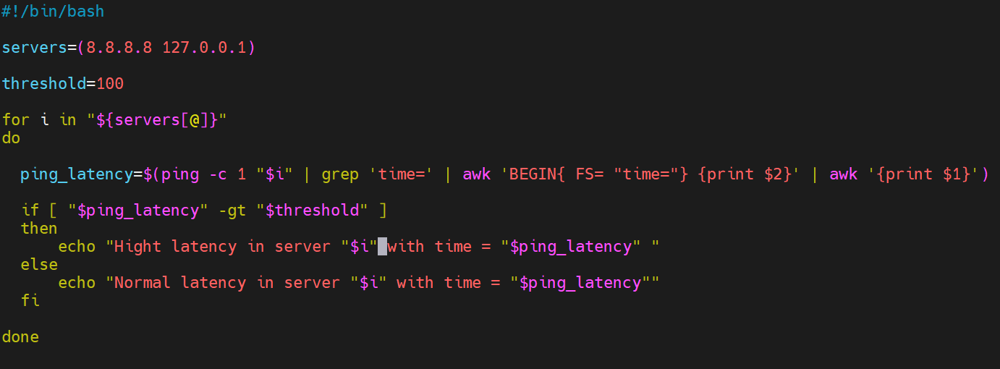 #!/bin/bash
servers=(8.8.8.8 127.0.0.1)
threshold=100
for i in "${servers[@]}"
do
ping_latency=$(ping -c 1 "$i" | grep 'time=' | awk 'BEGIN{ FS= "time="} {print $2}' | awk '{print $1}')
if [ "$ping_latency" -gt "$threshold" ]
then
echo "Hight latency in server "$i" with time = "$ping_latency" "
else
echo "Normal latency in server "$i" with time = "$ping_latency""
fi
done